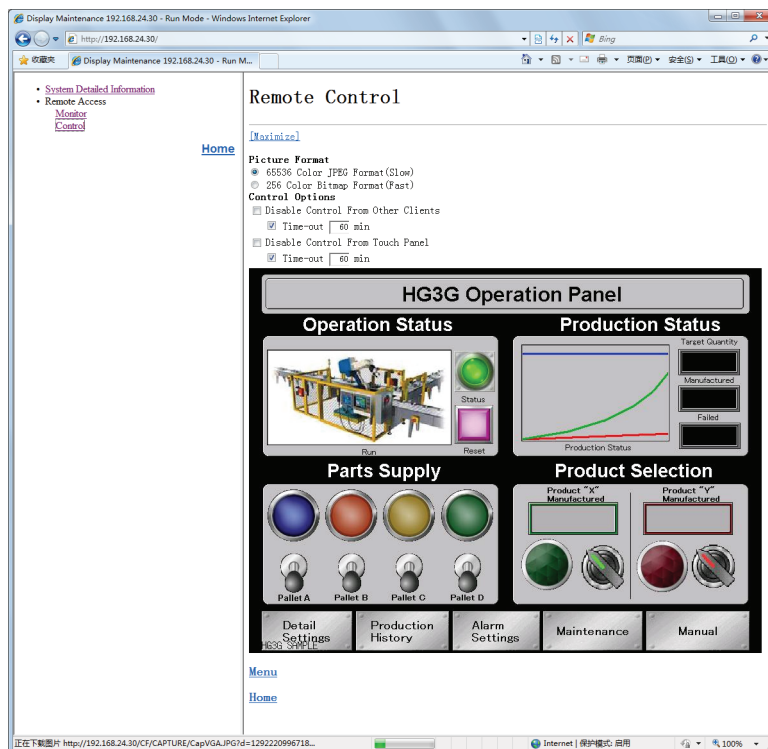 Display Maintenance 192.168.24.30 - Run Mode - Windows Internet Explorer
http://192.168.24.30/
Bing
收藏夹
Display Maintenance 192.168.24.30 - Run M...
页面(P)
安全(S)
工具(O)
System Detailed Information
Remote Access
Monitor
Control
Home
Remote Control
[Maximize]
Picture Format
65536 Color JPEG Format(Slow)
256 Color Bitmap Format(Fast)
Control Options
Disable Control From Other Clients
Time-out 60 min
Disable Control From Touch Panel
Time-out 60 min
HG3G Operation Panel
Operation Status
Production Status
Target Quantity
Manufactured
Failed
Status
Reset
Run
Production Status
Parts Supply
Product Selection
Product "X"
Manufactured
Product "Y"
Manufactured
Pallet A
Pallet B
Pallet C
Pallet D
Detail
Settings
Production
History
Alarm
Settings
Maintenance
Manual
HG3G SAMPLE
Menu
Home
正在下载图片 http://192.168.24.30/CF/CAPTURE/CapVGA.JPG?d=1292220996718...
Internet | 保护模式: 启用
100%